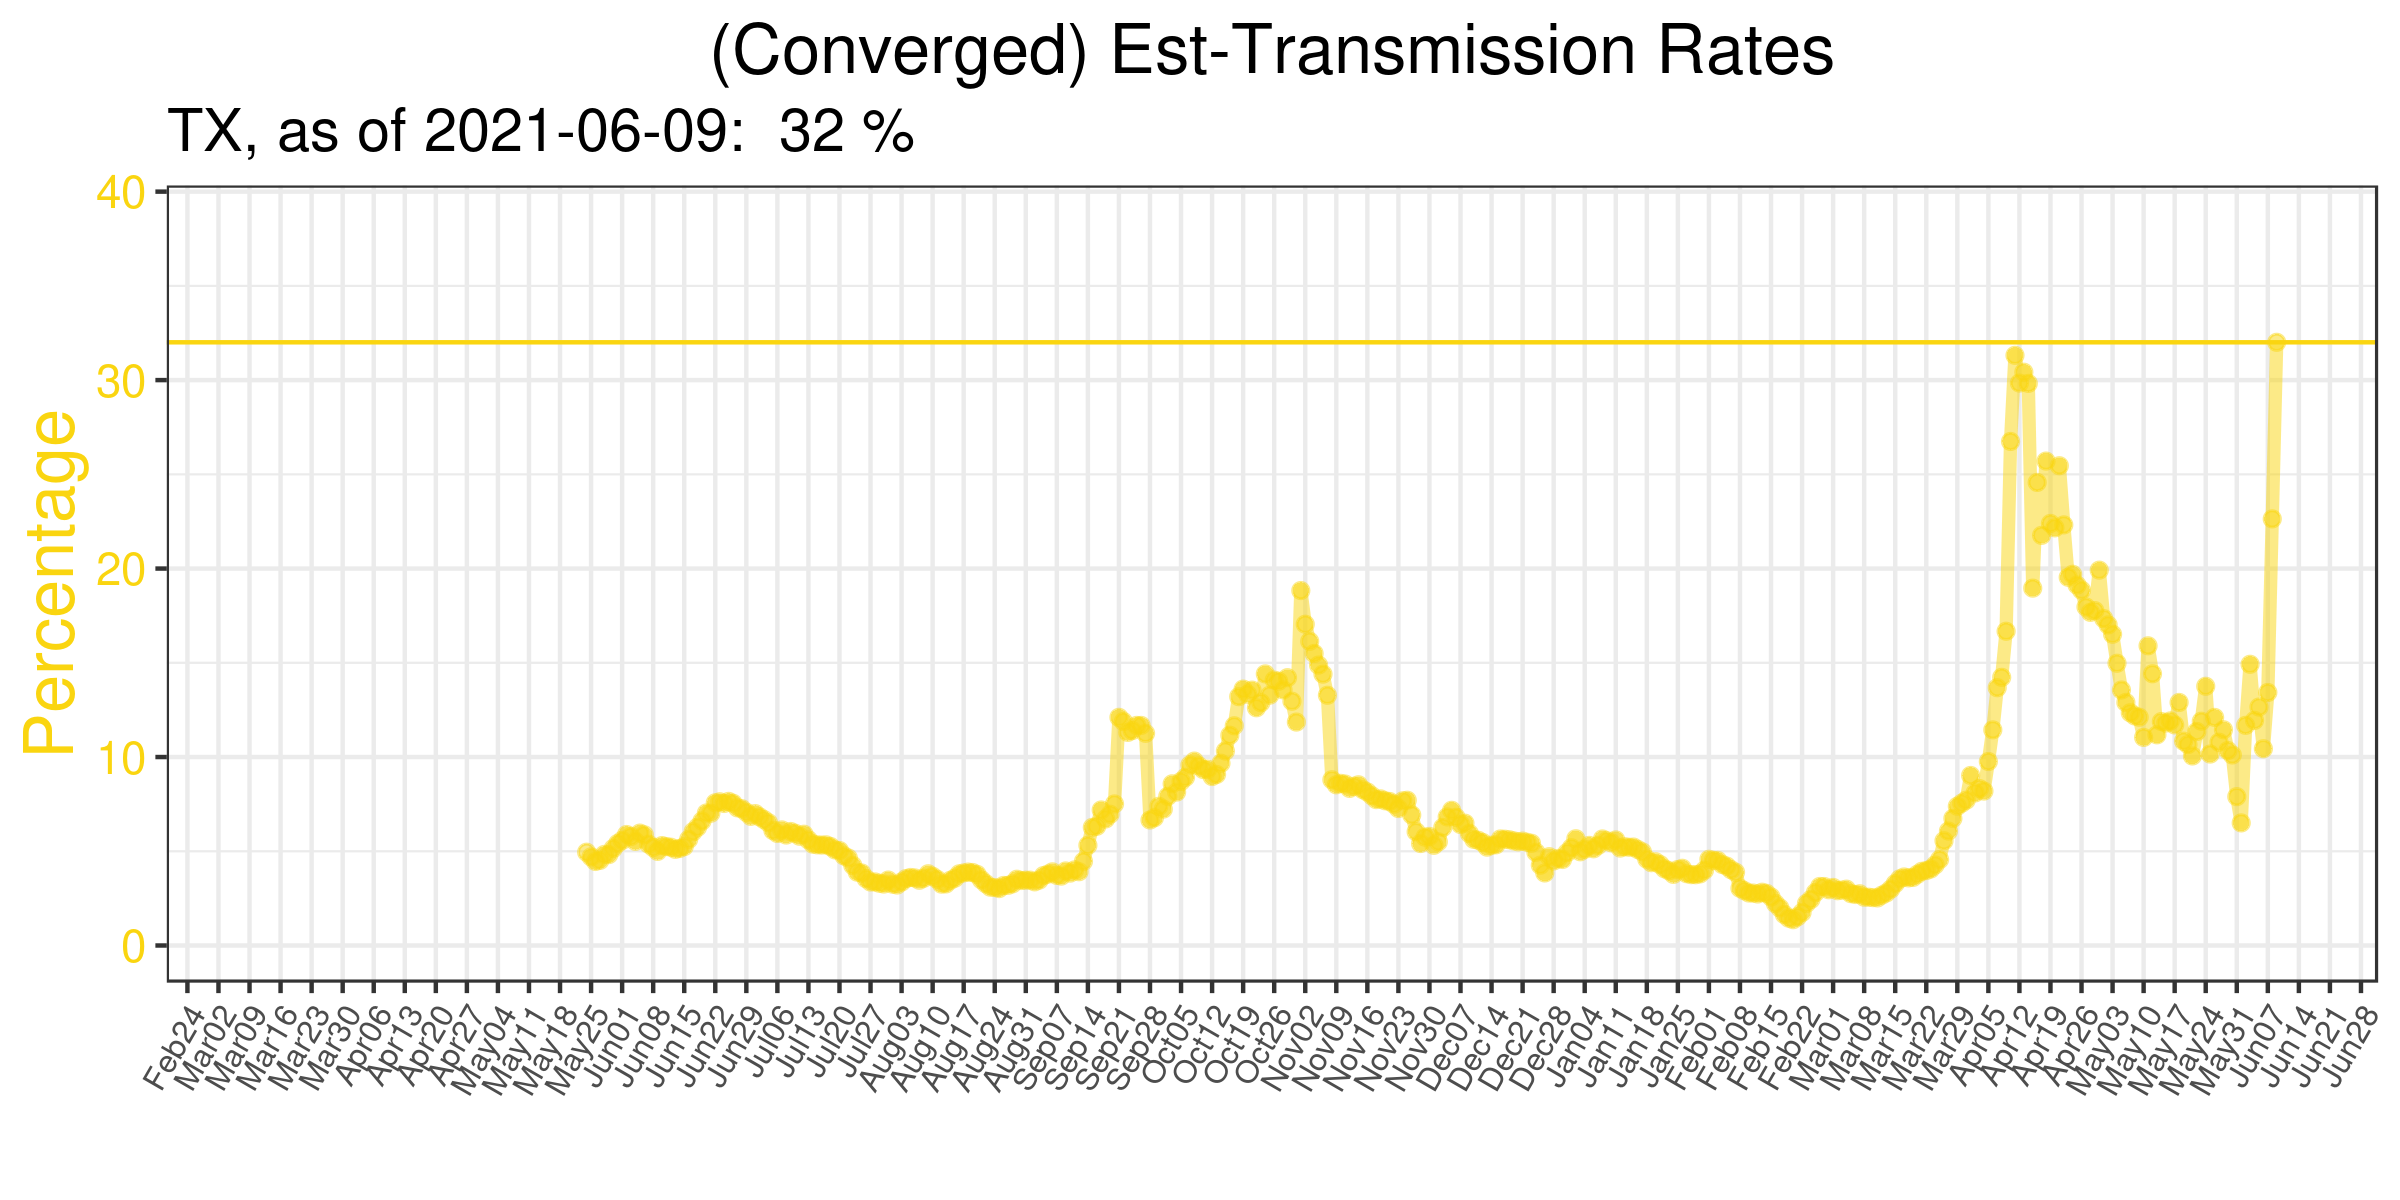 (Converged) Est-Transmission Rates
TX, as of 2021-06-09:  32 %
Percentage
40
30
20
10
0
Feb24
Mar02
Mar09
Mar16
Mar23
Mar30
Apr06
Apr13
Apr20
Apr27
May04
May11
May18
May25
Jun01
Jun08
Jun15
Jun22
Jun29
Jul06
Jul13
Jul20
Jul27
Aug03
Aug10
Aug17
Aug24
Aug31
Sep07
Sep14
Sep21
Sep28
Oct05
Oct12
Oct19
Oct26
Nov02
Nov09
Nov16
Nov23
Nov30
Dec07
Dec14
Dec21
Dec28
Jan04
Jan11
Jan18
Jan25
Feb01
Feb08
Feb15
Feb22
Mar01
Mar08
Mar15
Mar22
Mar29
Apr05
Apr12
Apr19
Apr26
May03
May10
May17
May24
May31
Jun07
Jun14
Jun21
Jun28